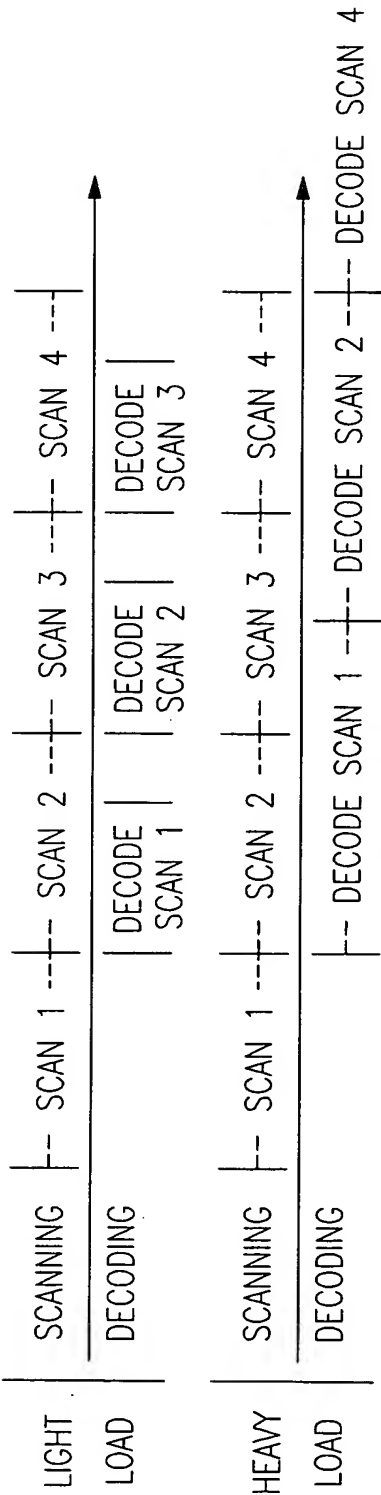 LIGHT
LOAD
SCANNING
SCAN 1
SCAN 2
SCAN 3
SCAN 4
DECODING
DECODE
SCAN 1
DECODE
SCAN 2
DECODE
SCAN 3
HEAVY
LOAD
SCANNING
SCAN 1
SCAN 2
SCAN 3
SCAN 4
DECODING
DECODE SCAN 1
DECODE SCAN 2
DECODE SCAN 4